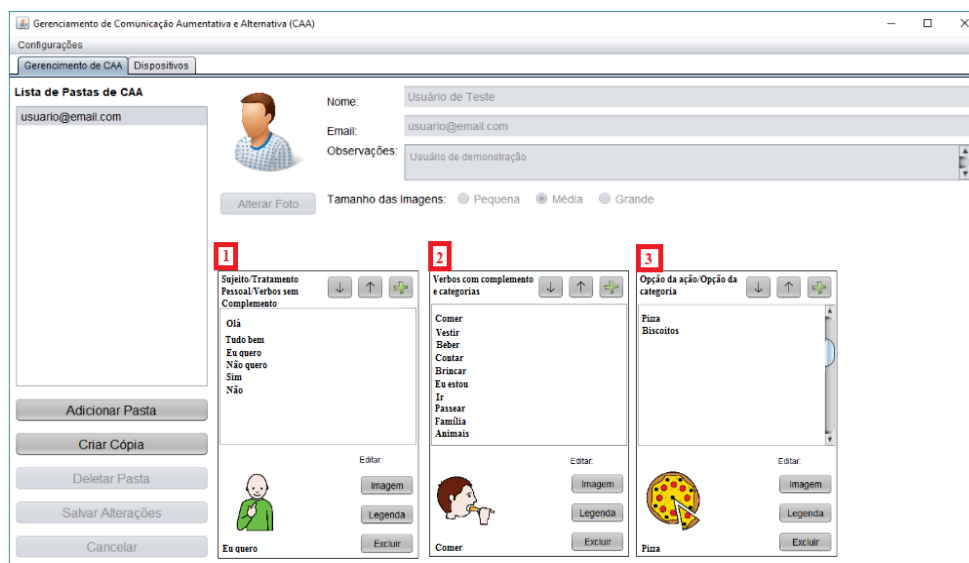 Gerenciamento de Comunicação Aumentativa e Alternativa (CAA)
Configurações
Gerencimento de CAA Dispositivos
Lista de Pastas de CAA
usuario@email.com
Nome: Usuário de Teste
Email: usuario@email.com
Observações: Usuário de demonstração
Alterar Foto
Tamanho das Imagens: Pequena Média Grande
Adicionar Pasta
Criar Cópia
Deletar Pasta
Salvar Alterações
Cancelar
1
Sujeito/Tratamento
Pessoal/Verbos sem
Complemento
Olá
Tudo bem
Eu quero
Não quero
Sim
Não
Editar:
Imagem
Legenda
Excluir
Eu quero
2
Verbos com complemento
e categorias
Comer
Vestir
Beber
Contar
Brincar
Eu estou
Ir
Passear
Família
Animais
Editar:
Imagem
Legenda
Excluir
Comer
3
Opção da ação/Opção da
categoria
Pizza
Biscoitos
Editar:
Imagem
Legenda
Excluir
Pizza